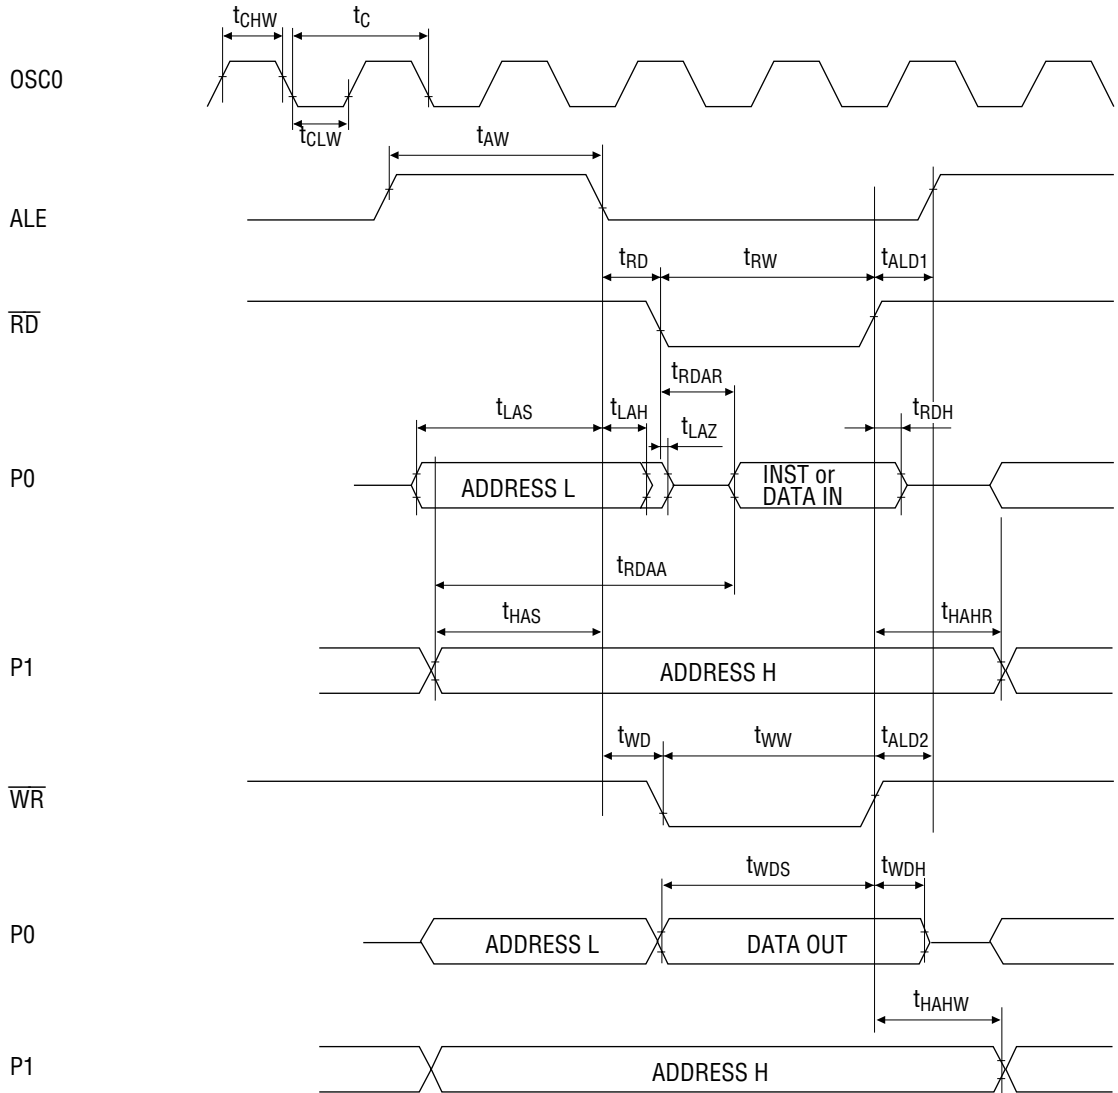 tCHW tC
OSC0
tCLW
tAW
ALE
tRD tRW tALD1
RD
tRDAR
tLAS tLAH tRDH
tLAZ
P0 ADDRESS L INST or
DATA IN
tRDAA
tHAS tHAHR
P1 ADDRESS H
tWD tWW tALD2
WR
tWDS tWDH
P0 ADDRESS L DATA OUT
tHAHW
P1 ADDRESS H